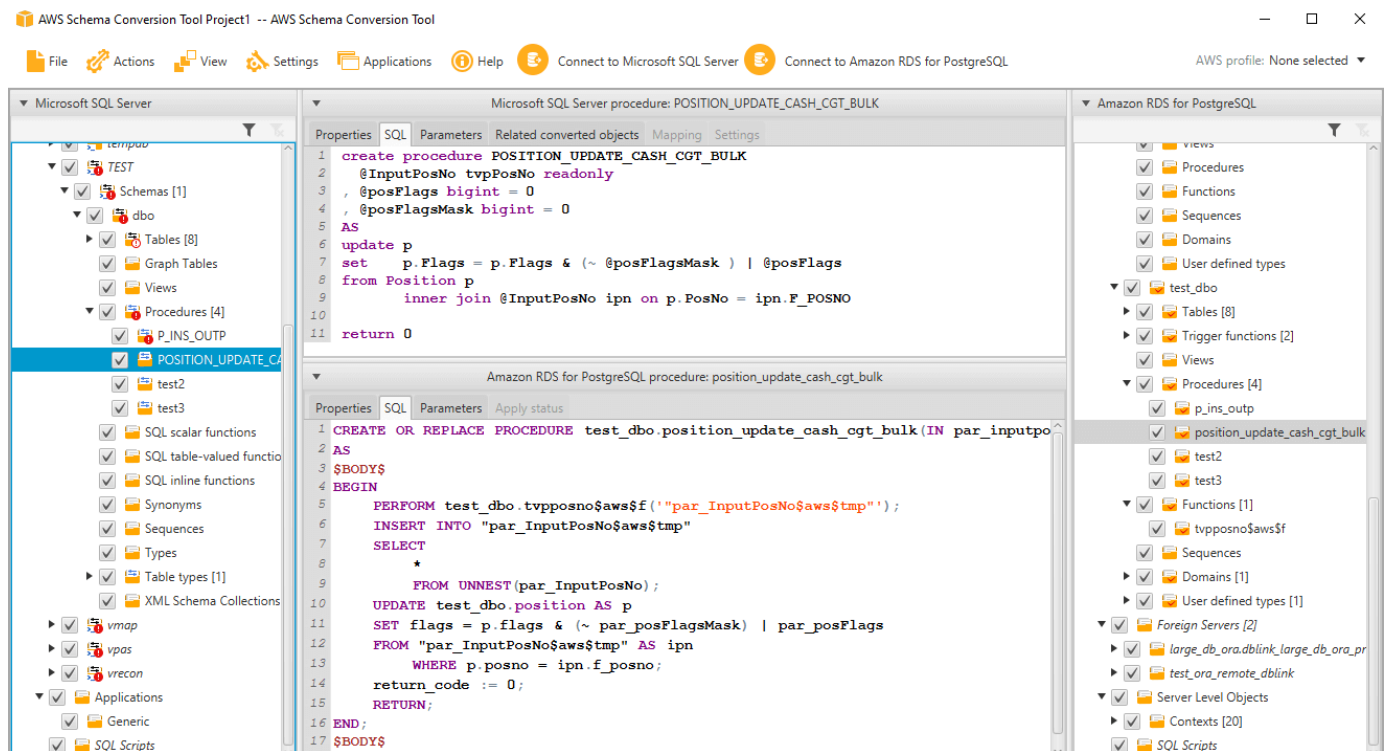 AWS Schema Conversion Tool Project1 -- AWS Schema Conversion Tool
File Actions View Settings Applications Help Connect to Microsoft SQL Server Connect to Amazon RDS for PostgreSQL AWS profile: None selected
Microsoft SQL Server
tempdb
TEST
Schemas [1]
dbo
Tables [8]
Graph Tables
Views
Procedures [4]
P_INS_OUTP
POSITION_UPDATE_CA
test2
test3
SQL scalar functions
SQL table-valued functio
SQL inline functions
Synonyms
Sequences
Types
Table types [1]
XML Schema Collections
vmap
vpas
vrecon
Applications
Generic
SQL Scripts
Microsoft SQL Server procedure: POSITION_UPDATE_CASH_CGT_BULK
Properties SQL Parameters Related converted objects Mapping Settings
1 create procedure POSITION_UPDATE_CASH_CGT_BULK
2 @InputPosNo tvpPosNo readonly
3 , @posFlags bigint = 0
4 , @posFlagsMask bigint = 0
5 AS
6 update p
7 set p.Flags = p.Flags & (~ @posFlagsMask ) | @posFlags
8 from Position p
9 inner join @InputPosNo ipn on p.PosNo = ipn.F_POSNO
10
11 return 0
Amazon RDS for PostgreSQL procedure: position_update_cash_cgt_bulk
Properties SQL Parameters Apply status
1 CREATE OR REPLACE PROCEDURE test_dbo.position_update_cash_cgt_bulk(IN par_inputpo
2 AS
3 $BODY$
4 BEGIN
5 PERFORM test_dbo.tvpposno$aws$f('"par_InputPosNo$aws$tmp"');
6 INSERT INTO "par_InputPosNo$aws$tmp"
7 SELECT
8 *
9 FROM UNNEST(par_InputPosNo);
10 UPDATE test_dbo.position AS p
11 SET flags = p.flags & (~ par_posFlagsMask) | par_posFlags
12 FROM "par_InputPosNo$aws$tmp" AS ipn
13 WHERE p.posno = ipn.f_posno;
14 return_code := 0;
15 RETURN;
16 END;
17 $BODY$
Amazon RDS for PostgreSQL
Views
Procedures
Functions
Sequences
Domains
User defined types
test_dbo
Tables [8]
Trigger functions [2]
Views
Procedures [4]
p_ins_outp
position_update_cash_cgt_bulk
test2
test3
Functions [1]
tvpposno$aws$f
Sequences
Domains [1]
User defined types [1]
Foreign Servers [2]
large_db_ora.dblink_large_db_ora_pr
test_ora_remote_dblink
Server Level Objects
Contexts [20]
SQL Scripts